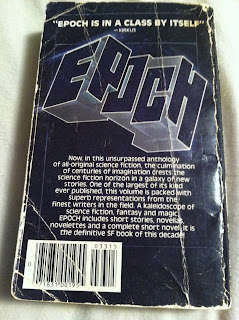 "EPOCH IS IN A CLASS BY ITSELF"
—KIRKUS
EPOCH
Now, in this unsurpassed anthology
of all-original science fiction, the culmination
of centuries of imagination crests the
science fiction horizon in a galaxy of new
stories. One of the largest of its kind
ever published, this volume is packed with
superb representations from the
finest writers in the field. A kaleidoscope of
science fiction, fantasy and magic,
EPOCH includes short stories, novellas,
novelettes and a complete short novel; it is
the definitive SF book of this decade!
03315
0